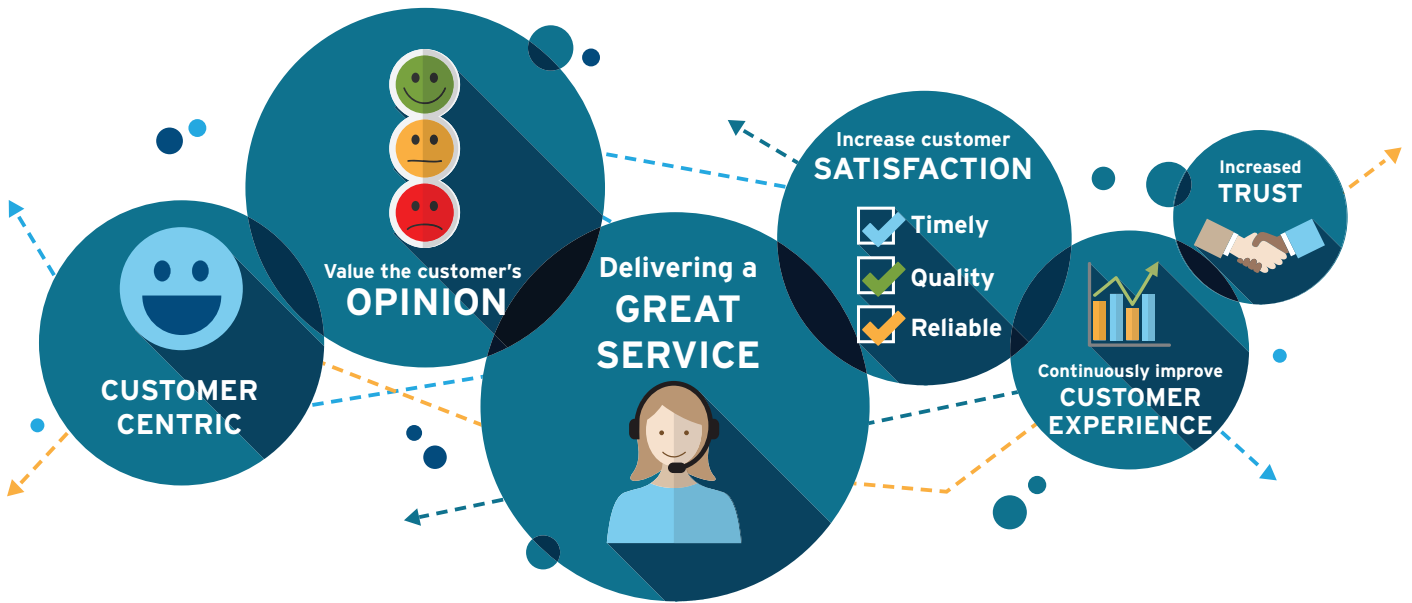 CUSTOMER
CENTRIC
Value the customer's
OPINION
Delivering a
GREAT
SERVICE
Increase customer
SATISFACTION
Timely
Quality
Reliable
Continuously improve
CUSTOMER
EXPERIENCE
Increased
TRUST